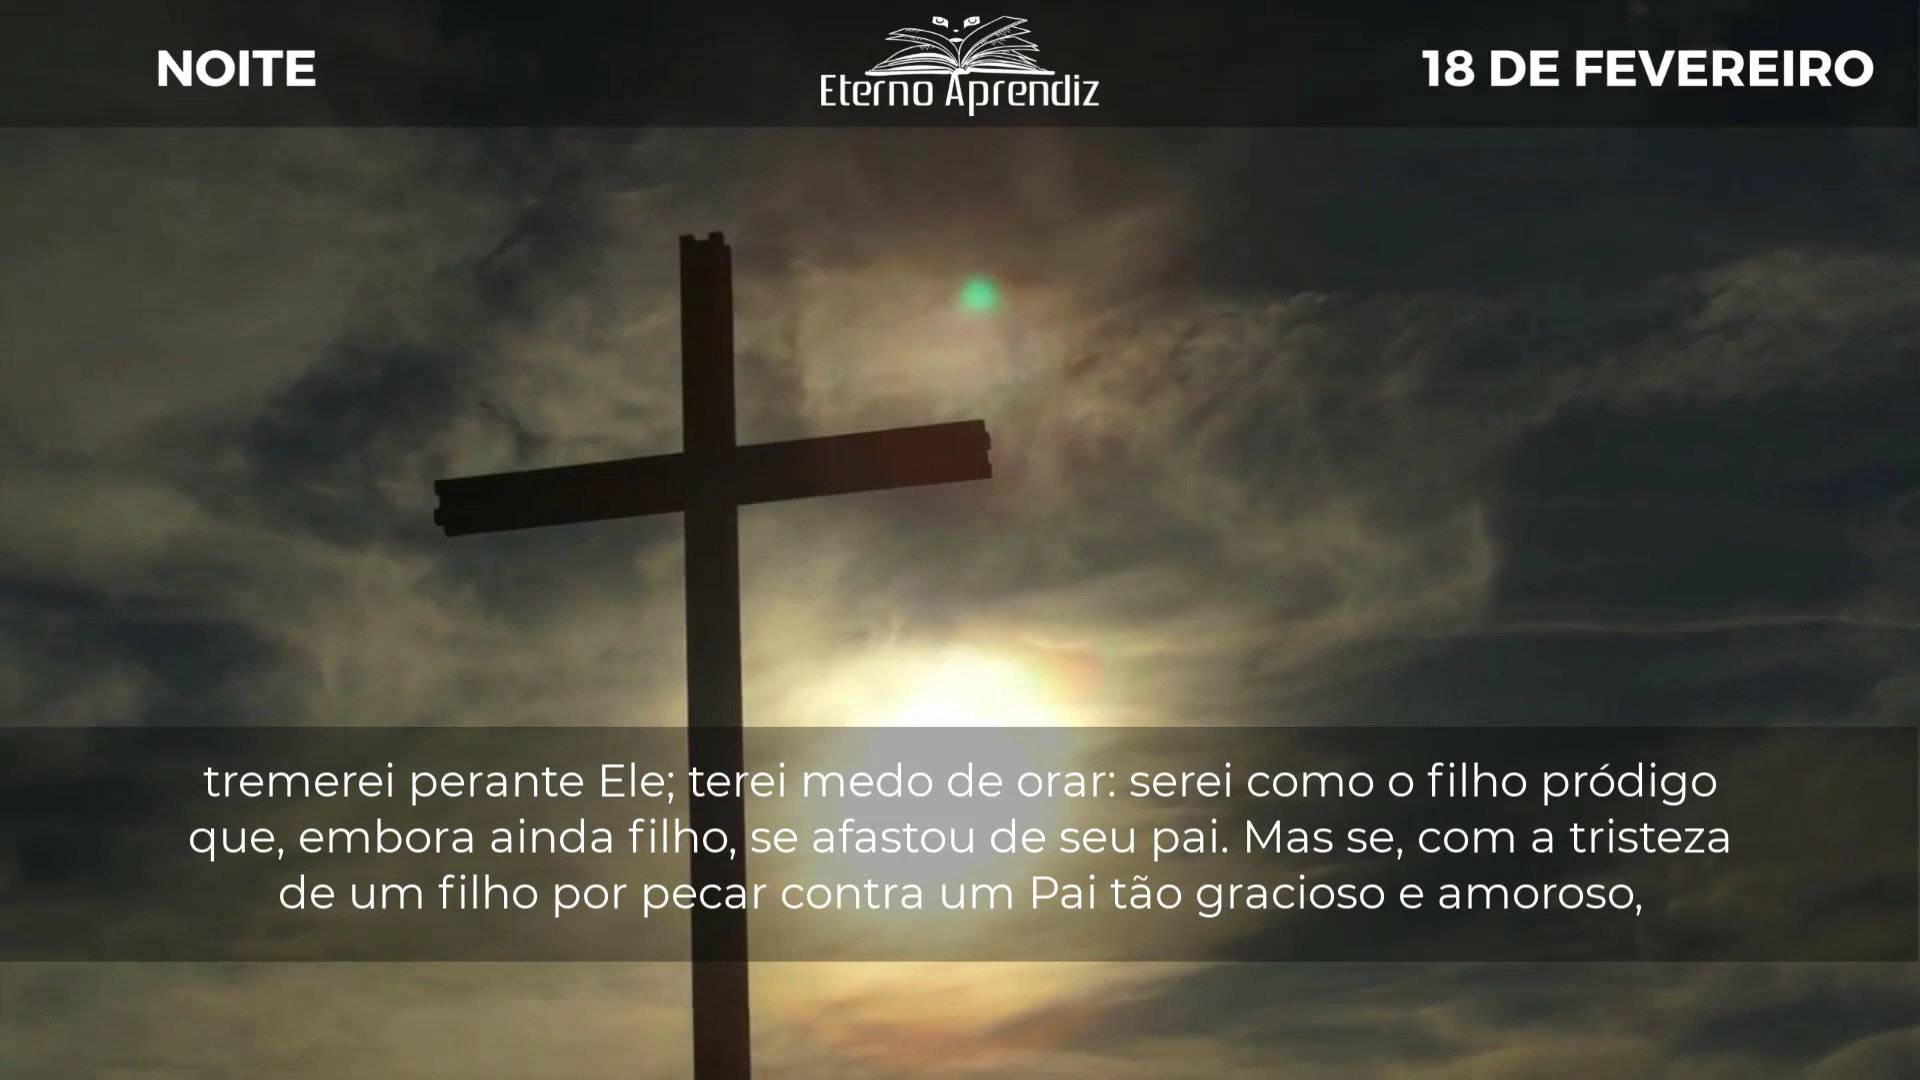 NOITE
Eterno Aprendiz
18 DE FEVEREIRO
tremerei perante Ele; terei medo de orar: serei como o filho pródigo
que, embora ainda filho, se afastou de seu pai. Mas se, com a tristeza
de um filho por pecar contra um Pai tão gracioso e amoroso,